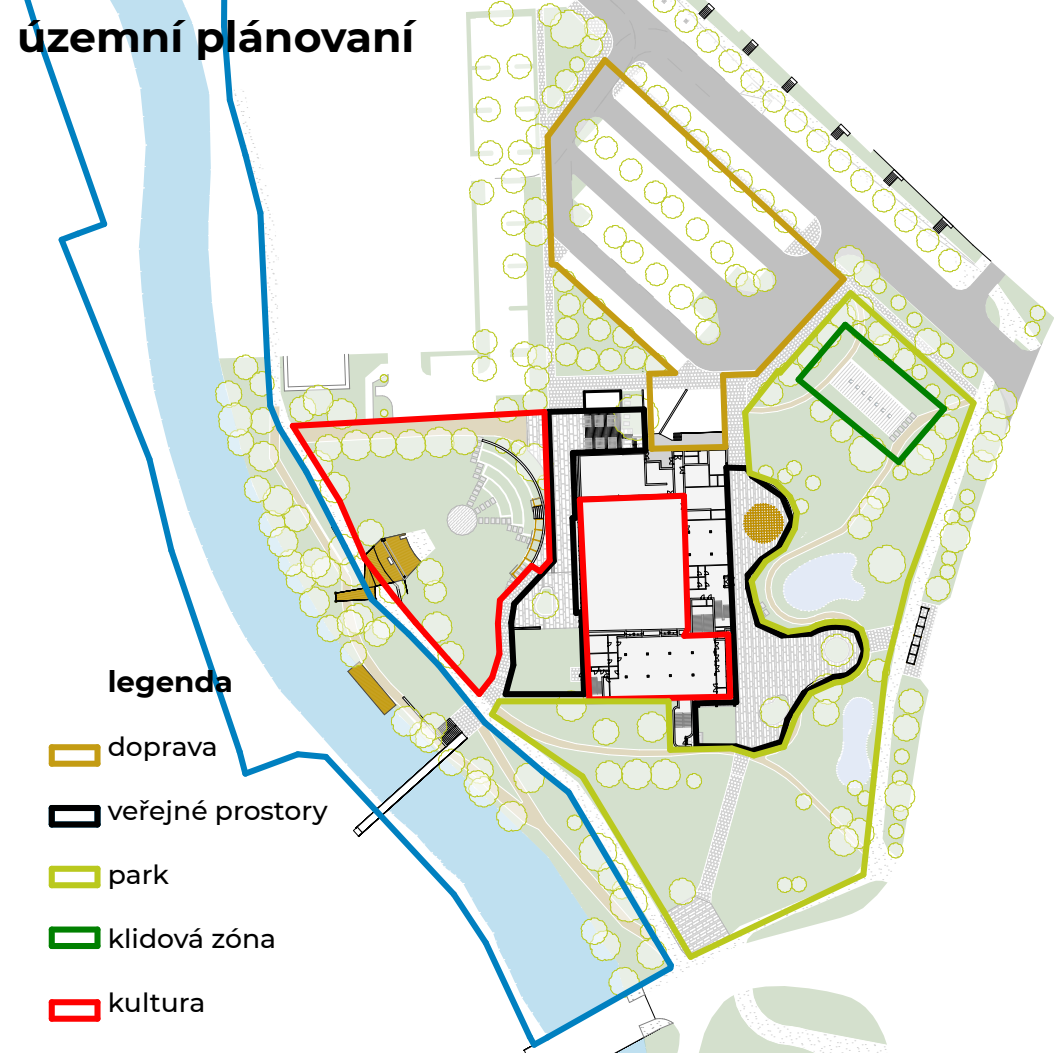 územní plánovaní
legenda
doprava
veřejné prostory
park
klidová zóna
kultura